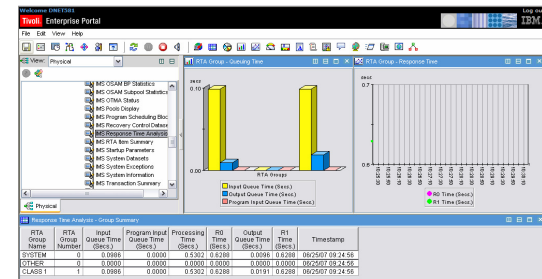 Welcome DNET581
Log ou
Tivoli Enterprise Portal
IBM
File Edit View Help
View: Physical
RTA Group - Queuing Time
RTA Group - Response Time
IMS OSAM BP Statistics
IMS OSAM Subpool Statistics
IMS OTMA Status
IMS Pools Display
IMS Program Scheduling Bloc
IMS Recovery Control Datase
IMS Response Time Analysis
IMS RTA Item Summary
IMS Startup Parameters
IMS System Datasets
IMS System Exceptions
IMS System Information
IMS Transaction Summary
Physical
secs
0.10
0.00
RTA Groups
Input Queue Time (Secs.)
Output Queue Time (Secs.)
Program Input Queue Time (Secs.)
secs
0.7
0.6
R0 Time (Secs.)
R1 Time (Secs.)
Response Time Analysis - Group Summary
RTA Group Name RTA Group Number Input Queue Time (Secs.) Program Input Queue Time (Secs.) Processing Time (Secs.) R0 Time (Secs.) Output Queue Time (Secs.) R1 Time (Secs.) Timestamp
SYSTEM 0 0.0986 0.0000 0.5302 0.6288 0.0096 0.6288 06/25/07 09:24:56
OTHER 0 0.0000 0.0000 0.0000 0.0000 0.0000 0.0000 06/25/07 09:24:56
CLASS 1 1 0.0986 0.0000 0.5302 0.6288 0.0191 0.6288 06/25/07 09:24:56